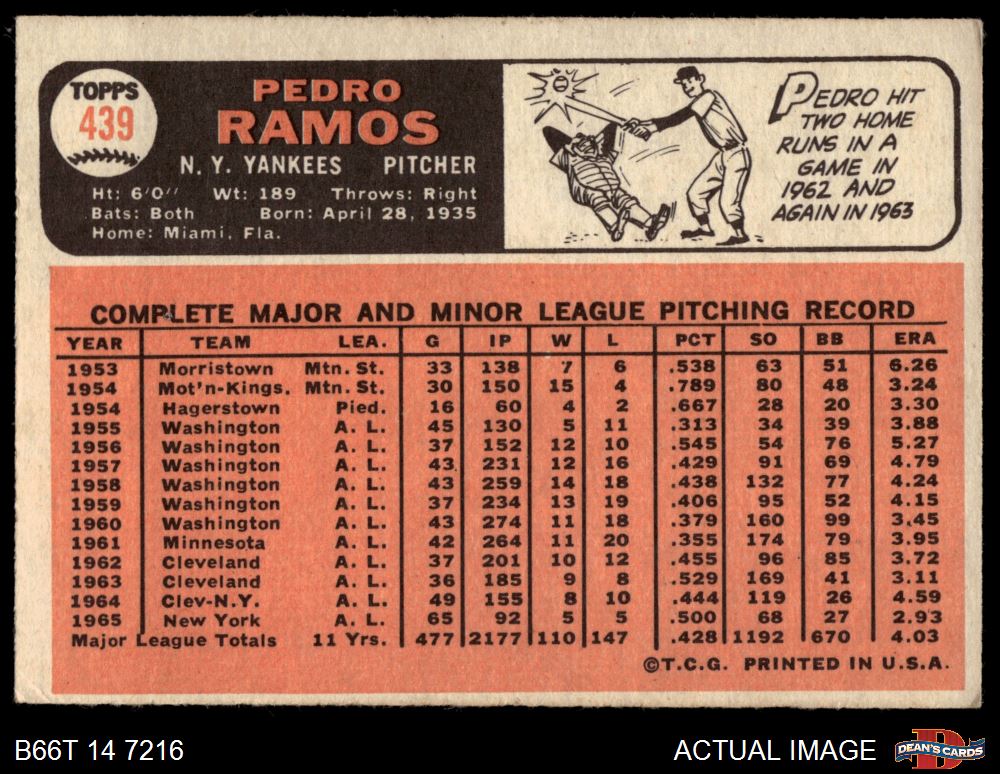 TOPPS
439
PEDRO
RAMOS
N. Y. YANKEES PITCHER
Ht: 6'0" Wt: 189 Throws: Right
Bats: Both Born: April 28, 1935
Home: Miami, Fla.
PEDRO HIT
TWO HOME
RUNS IN A
GAME IN
1962 AND
AGAIN IN 1963
COMPLETE MAJOR AND MINOR LEAGUE PITCHING RECORD
YEAR TEAM LEA. G IP W L PCT SO BB ERA
1953 Morristown Mtn. St. 33 138 7 6 .538 63 51 6.26
1954 Mot'n-Kings. Mtn. St. 30 150 15 4 .789 80 48 3.24
1954 Hagerstown Pied. 16 60 4 2 .667 28 20 3.30
1955 Washington A. L. 45 130 5 11 .313 34 39 3.88
1956 Washington A. L. 37 152 12 10 .545 54 76 5.27
1957 Washington A. L. 43 231 12 16 .429 91 69 4.79
1958 Washington A. L. 43 259 14 18 .438 132 77 4.24
1959 Washington A. L. 37 234 13 19 .406 95 52 4.15
1960 Washington A. L. 43 274 11 18 .379 160 99 3.45
1961 Minnesota A. L. 42 264 11 20 .355 174 79 3.95
1962 Cleveland A. L. 37 201 10 12 .455 96 85 3.72
1963 Cleveland A. L. 36 185 9 8 .529 169 41 3.11
1964 Clev-N.Y. A. L. 49 155 8 10 .444 119 26 4.59
1965 New York A. L. 65 92 5 5 .500 68 27 2.93
Major League Totals 11 Yrs. 477 2177 110 147 .428 1192 670 4.03
©T.C.G. PRINTED IN U.S.A.
B66T 14 7216 ACTUAL IMAGE DEAN'S CARDS